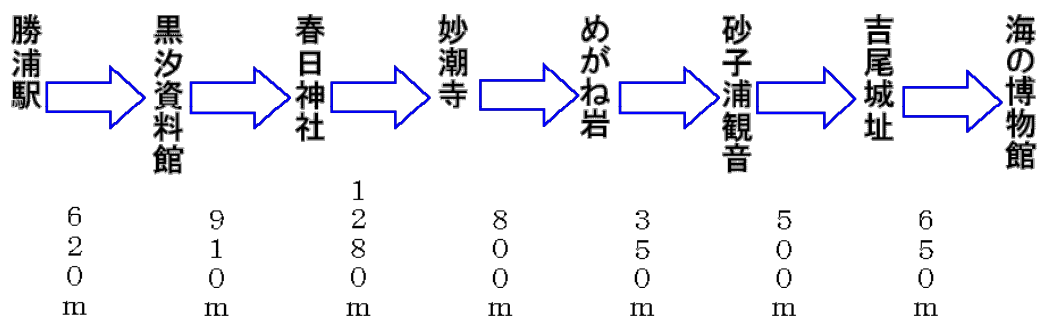 勝浦駅
黒汐資料館
春日神社
妙潮寺
めがね岩
砂子浦観音
吉尾城址
海の博物館
620m
910m
1280m
800m
350m
500m
650m